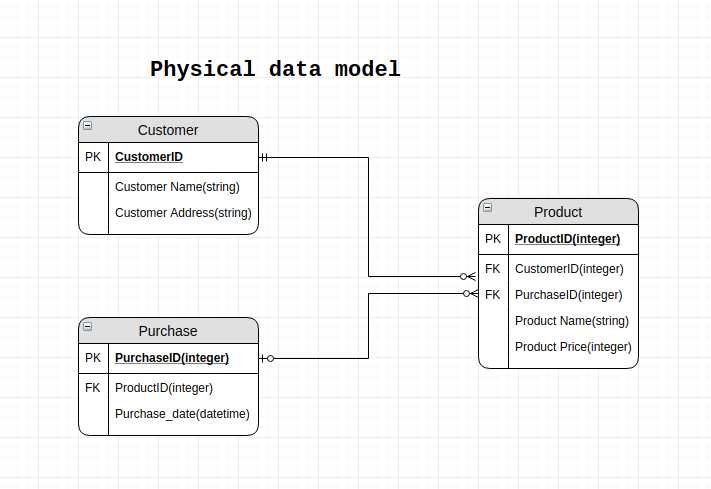 Physical data model
Customer
PK CustomerID
Customer Name(string)
Customer Address(string)
Product
PK ProductID(integer)
FK CustomerID(integer)
FK PurchaseID(integer)
Product Name(string)
Product Price(integer)
Purchase
PK PurchaseID(integer)
FK ProductID(integer)
Purchase_date(datetime)